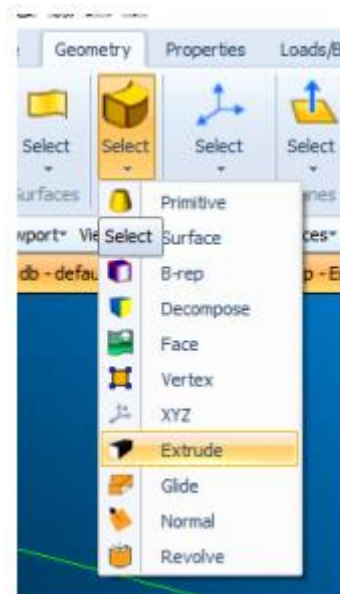 Geometry Properties Loads/B
Select Select Select Select
urfaces anes
Primitive
wport Vie Select Surface ces
db - defau B-rep p - E
Decompose
Face
Vertex
XYZ
Extrude
Glide
Normal
Revolve